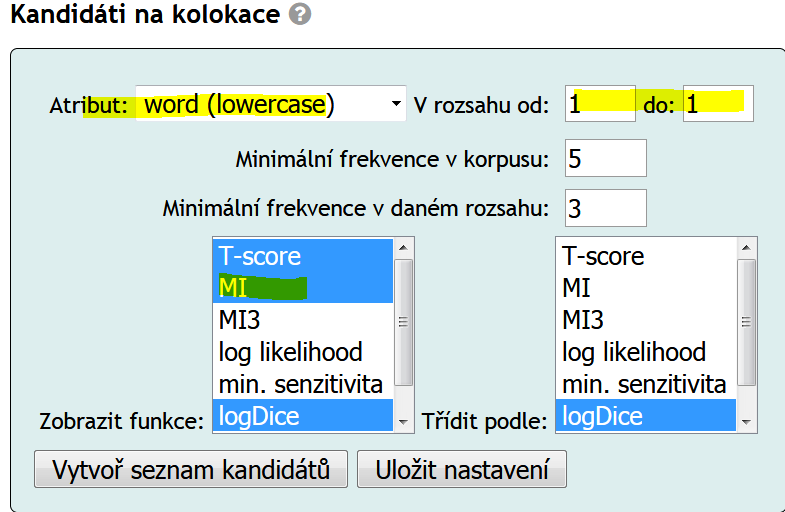 Kandidáti na kolokace ?
Atribut: word (lowercase) V rozsahu od: 1 do: 1
Minimální frekvence v korpusu: 5
Minimální frekvence v daném rozsahu: 3
T-score
MI
MI3
log likelihood
min. senzitivita
Zobrazit funkce: logDice
T-score
MI
MI3
log likelihood
min. senzitivita
Třídit podle: logDice
Vytvoř seznam kandidátů Uložit nastavení